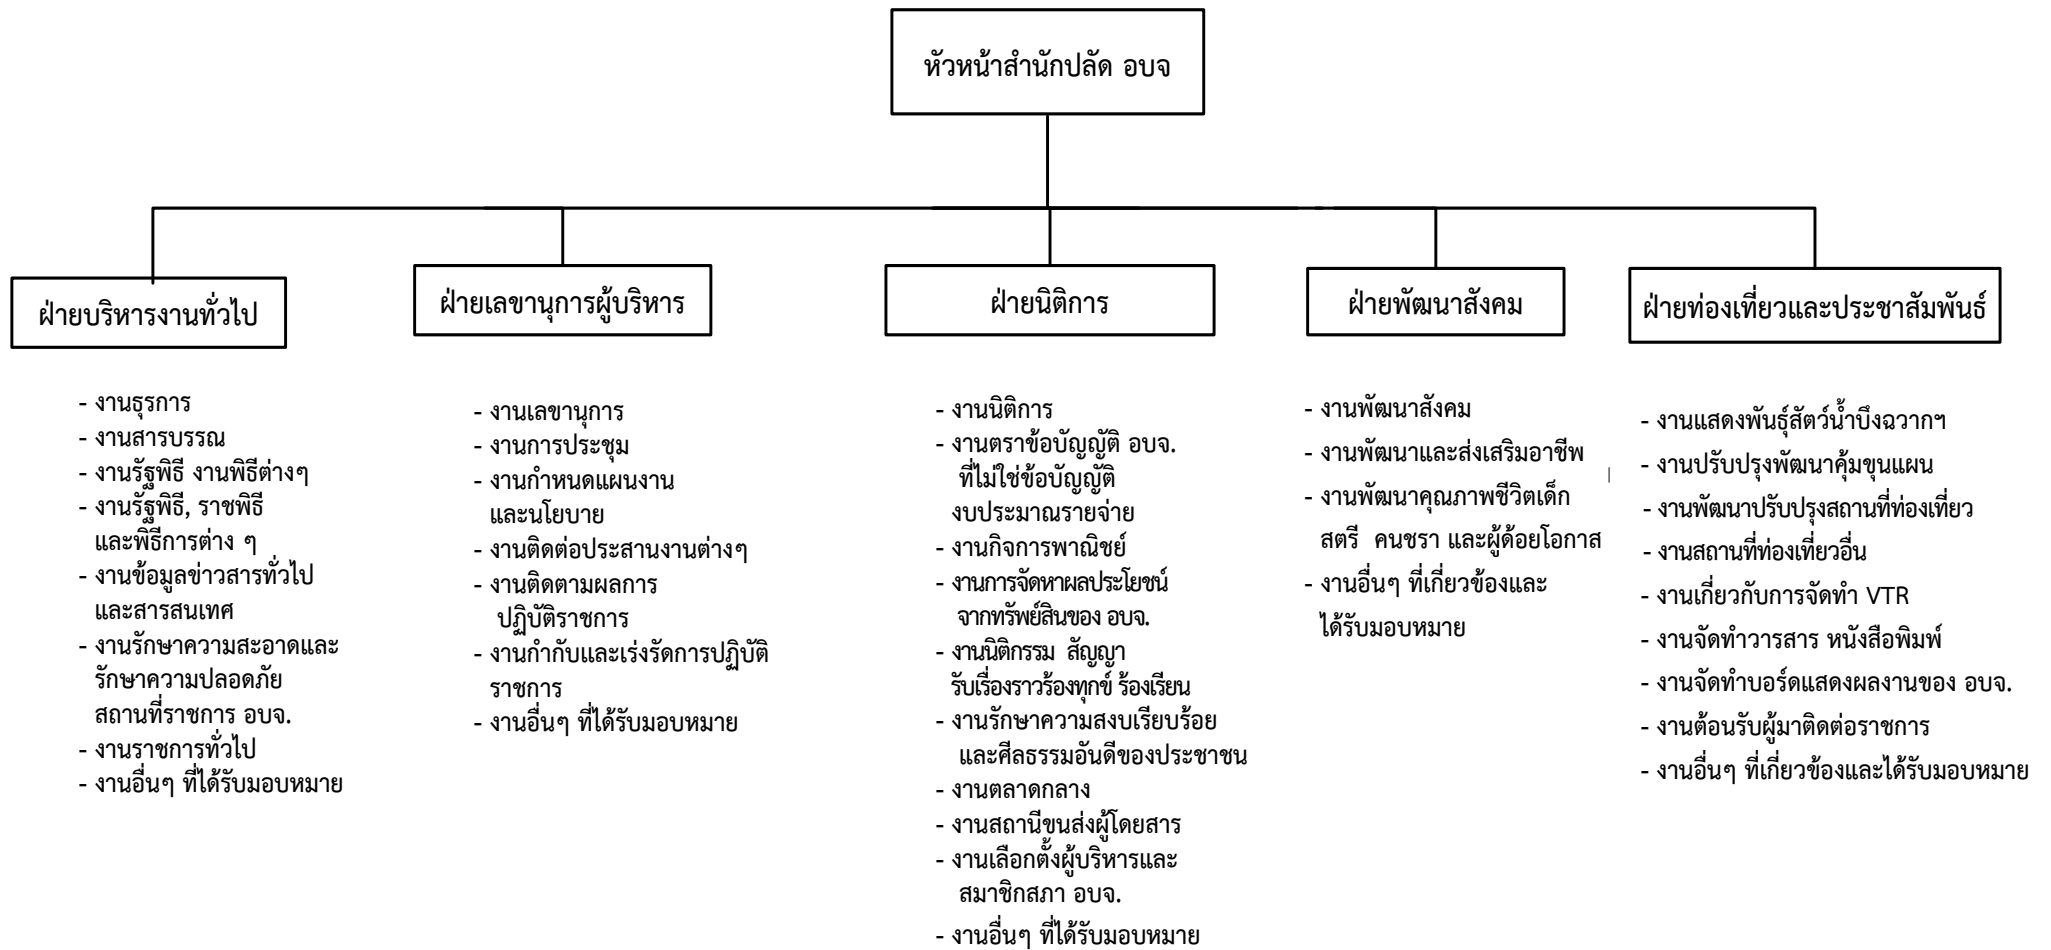 หัวหน้าสำนักปลัด อบจ
ฝ่ายบริหารงานทั่วไป
- งานธุรการ
- งานสารบรรณ
- งานรัฐพิธี งานพิธีต่างๆ
- งานรัฐพิธี, ราชพิธี
และพิธีการต่าง ๆ
- งานข้อมูลข่าวสารทั่วไป
และสารสนเทศ
- งานรักษาความสะอาดและ
รักษาความปลอดภัย
สถานที่ราชการ อบจ.
- งานราชการทั่วไป
- งานอื่นๆ ที่ได้รับมอบหมาย
ฝ่ายเลขานุการผู้บริหาร
- งานเลขานุการ
- งานการประชุม
- งานกำหนดแผนงาน
และนโยบาย
- งานติดต่อประสานงานต่างๆ
- งานติดตามผลการ
ปฏิบัติราชการ
- งานกำกับและเร่งรัดการปฏิบัติ
ราชการ
- งานอื่นๆ ที่ได้รับมอบหมาย
ฝ่ายนิติการ
- งานนิติการ
- งานตราข้อบัญญัติ อบจ.
ที่ไม่ใช่ข้อบัญญัติ
งบประมาณรายจ่าย
- งานกิจการพาณิชย์
- งานการจัดหาผลประโยชน์
จากทรัพย์สินของ อบจ.
- งานนิติกรรม สัญญา
รับเรื่องราวร้องทุกข์ ร้องเรียน
- งานรักษาความสงบเรียบร้อย
และศีลธรรมอันดีของประชาชน
- งานตลาดกลาง
- งานสถานีขนส่งผู้โดยสาร
- งานเลือกตั้งผู้บริหารและ
สมาชิกสภา อบจ.
- งานอื่นๆ ที่ได้รับมอบหมาย
ฝ่ายพัฒนาสังคม
- งานพัฒนาสังคม
- งานพัฒนาและส่งเสริมอาชีพ
- งานพัฒนาคุณภาพชีวิตเด็ก
สตรี คนชรา และผู้ด้อยโอกาส
- งานอื่นๆ ที่เกี่ยวข้องและ
ได้รับมอบหมาย
ฝ่ายท่องเที่ยวและประชาสัมพันธ์
- งานแสดงพันธุ์สัตว์น้ำบึงฉวากฯ
- งานปรับปรุงพัฒนาคุ้มขุนแผน
- งานพัฒนาปรับปรุงสถานที่ท่องเที่ยว
- งานสถานที่ท่องเที่ยวอื่น
- งานเกี่ยวกับการจัดทำ VTR
- งานจัดทำวารสาร หนังสือพิมพ์
- งานจัดทำบอร์ดแสดงผลงานของ อบจ.
- งานต้อนรับผู้มาติดต่อราชการ
- งานอื่นๆ ที่เกี่ยวข้องและได้รับมอบหมาย